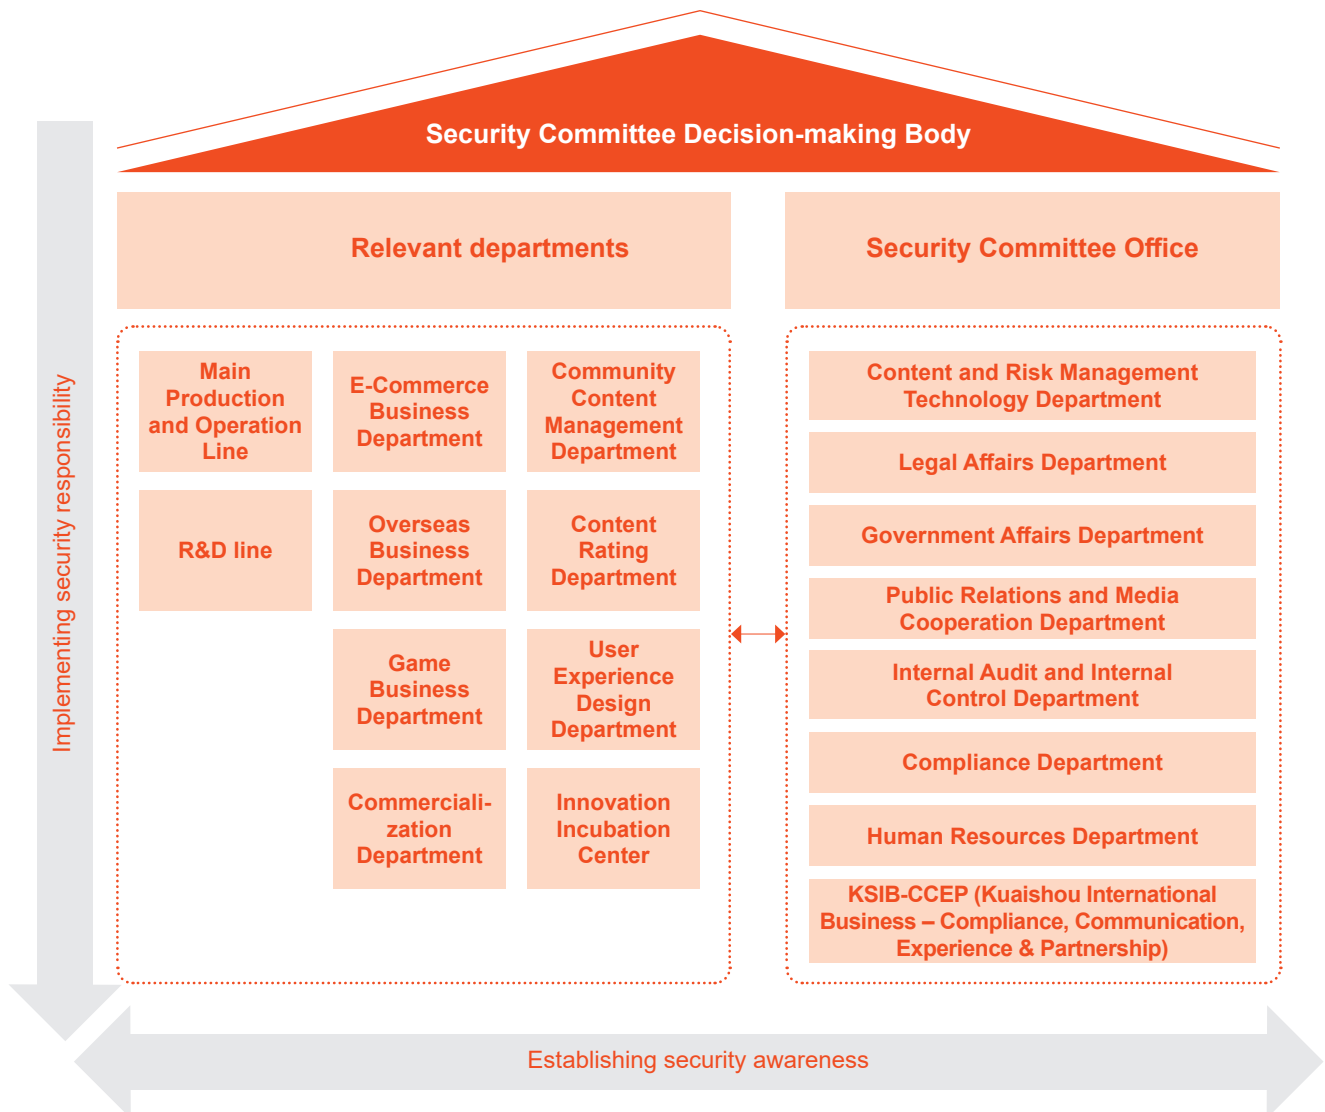 Security Committee Decision-making Body
Implementing security responsibility
Relevant departments
Main
Production
and Operation
Line
E-Commerce
Business
Department
Community
Content
Management
Department
R&D line
Overseas
Business
Department
Content
Rating
Department
Game
Business
Department
User
Experience
Design
Department
Commerciali-
zation
Department
Innovation
Incubation
Center
Security Committee Office
Content and Risk Management
Technology Department
Legal Affairs Department
Government Affairs Department
Public Relations and Media
Cooperation Department
Internal Audit and Internal
Control Department
Compliance Department
Human Resources Department
KSIB-CCEP (Kuaishou International
Business – Compliance, Communication,
Experience & Partnership)
Establishing security awareness